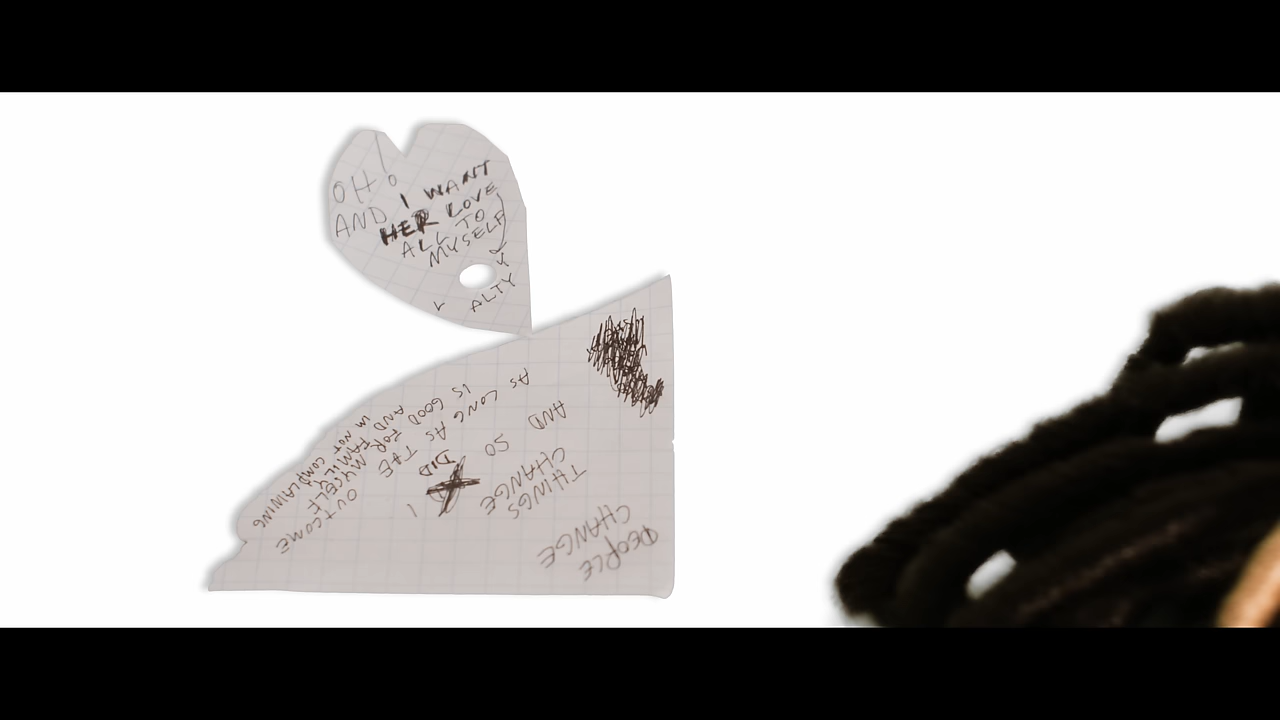 OH!
AND I WANT
HER LOVE
ALL TO
MYSELF
ALTY
PEOPLE
CHANGE
THINGS
CHANGE
AND SO
DID I
AS LONG AS THE OUTCOME
IS GOOD FOR MYSELF
AND FAMILY
IM NOT COMPLAINING